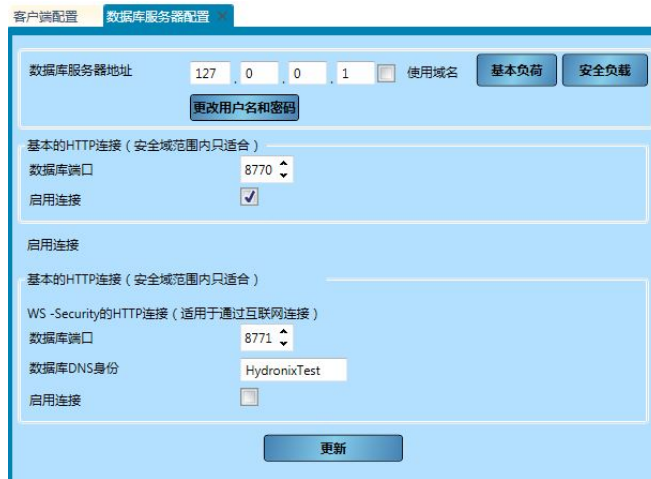 客户端配置 数据库服务器配置 ×
数据库服务器地址 127 . 0 . 0 . 1 使用域名 基本负荷 安全负载
更改用户名和密码
基本的HTTP连接（安全域范围内只适合）
数据库端口 8770
启用连接
启用连接
基本的HTTP连接（安全域范围内只适合）
WS -Security的HTTP连接（适用于通过互联网连接）
数据库端口 8771
数据库DNS身份 HydronixTest
启用连接
更新